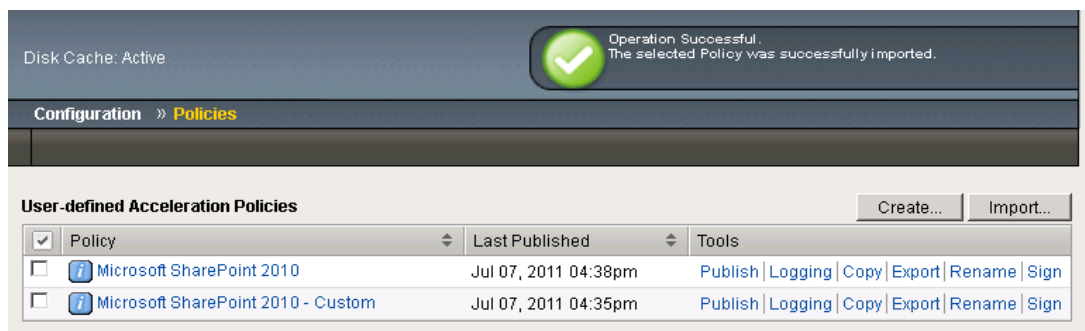 Operation Successful.
The selected Policy was successfully imported.
Disk Cache: Active
Configuration » Policies
User-defined Acceleration Policies Create... Import...
Policy Last Published Tools
Microsoft SharePoint 2010 Jul 07, 2011 04:38pm Publish|Logging|Copy|Export|Rename|Sign
Microsoft SharePoint 2010 - Custom Jul 07, 2011 04:35pm Publish|Logging|Copy|Export|Rename|Sign